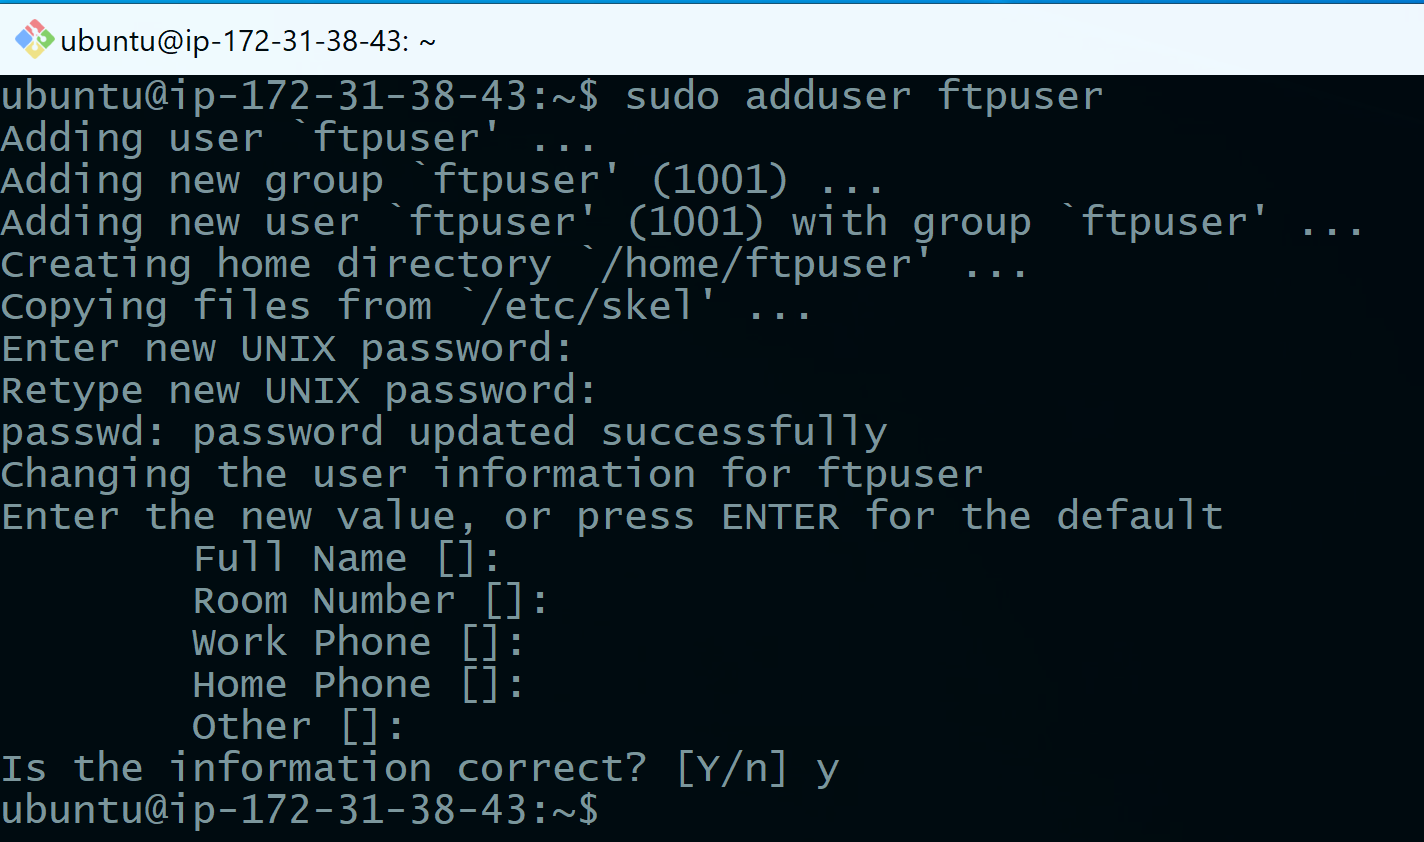 ubuntu@ip-172-31-38-43: ~
ubuntu@ip-172-31-38-43:~$ sudo adduser ftpuser
Adding user `ftpuser' ...
Adding new group `ftpuser' (1001) ...
Adding new user `ftpuser' (1001) with group `ftpuser' ...
Creating home directory `/home/ftpuser' ...
Copying files from `/etc/skel' ...
Enter new UNIX password:
Retype new UNIX password:
passwd: password updated successfully
Changing the user information for ftpuser
Enter the new value, or press ENTER for the default
        Full Name []:
        Room Number []:
        Work Phone []:
        Home Phone []:
        Other []:
Is the information correct? [Y/n] y
ubuntu@ip-172-31-38-43:~$